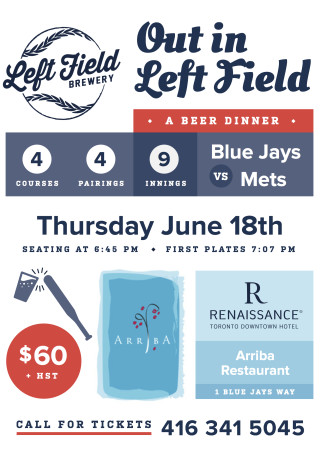 Left Field
BREWERY
Out in
Left Field
• A BEER DINNER •
4
COURSES
4
PAIRINGS
9
INNINGS
Blue Jays
VS Mets
Thursday June 18th
SEATING AT 6:45 PM • FIRST PLATES 7:07 PM
$60
+ HST
ARRIBA
R
RENAISSANCE®
TORONTO DOWNTOWN HOTEL
Arriba
Restaurant
1 BLUE JAYS WAY
CALL FOR TICKETS 416 341 5045